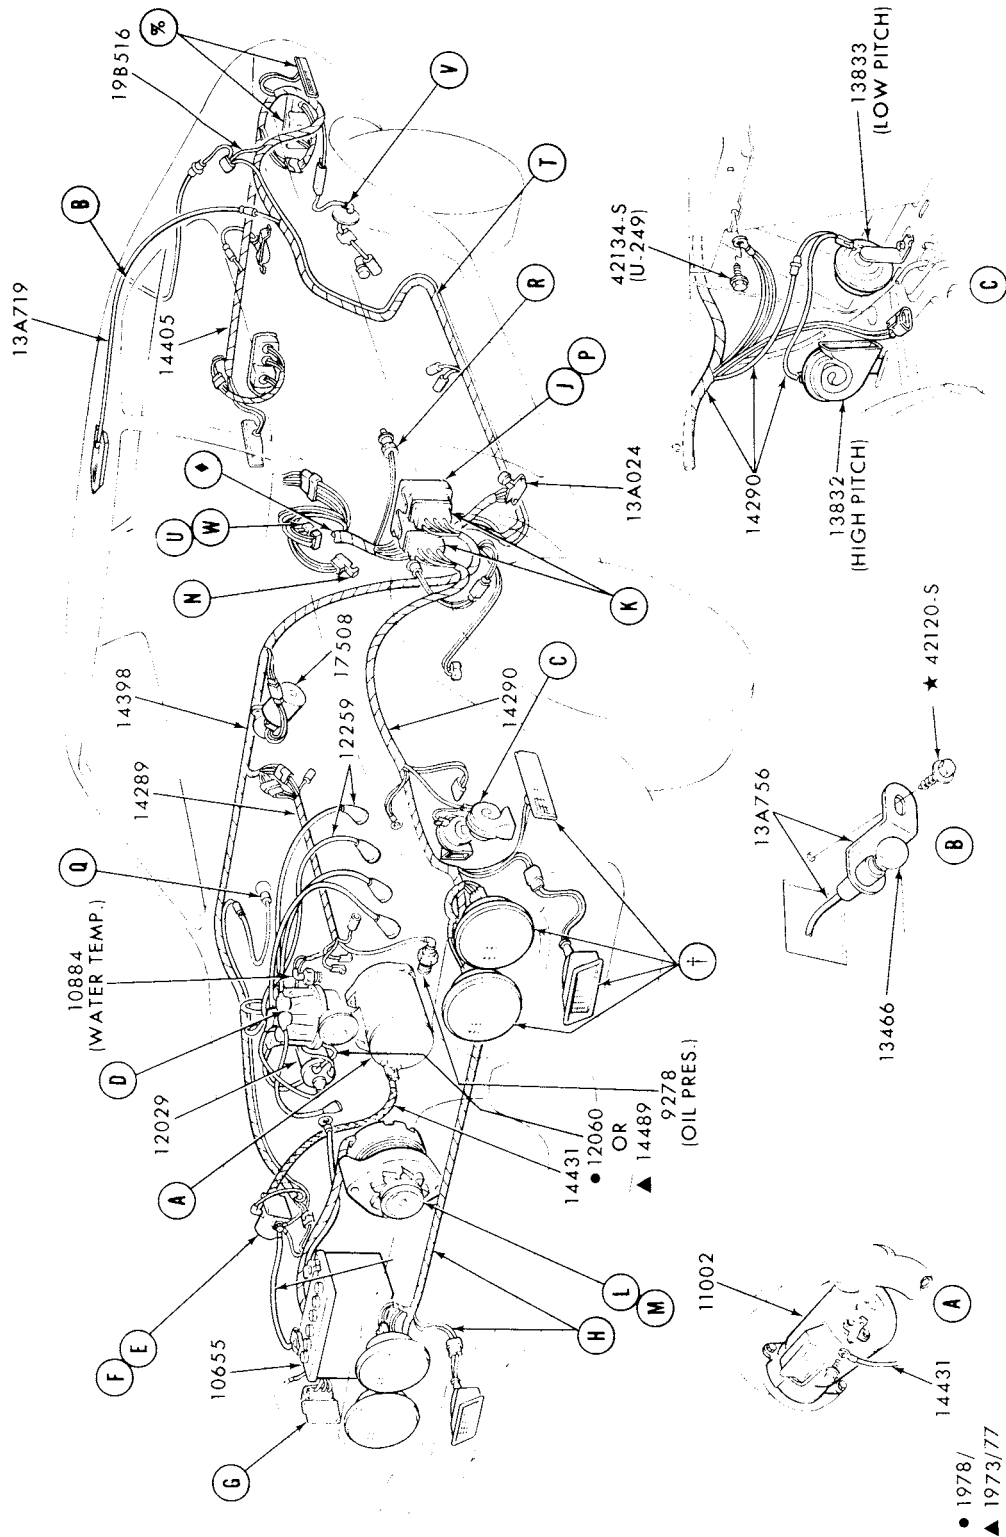 13A719
B
14405
19B516
%
V
T
R
J
P
13A024
K
U
W
♦
N
17508
14398
14289
12259
14290
C
Q
10884
(WATER TEMP.)
D
12029
A
F
E
10655
G
H
L
M
14431
● 12060
OR
▲ 14489
9278
(OIL PRES.)
†
42134-S
(U-249)
13833
(LOW PITCH)
14290
13832
(HIGH PITCH)
C
13A756
★ 42120-S
13466
B
11002
14431
A
● 1978/
▲ 1973/77